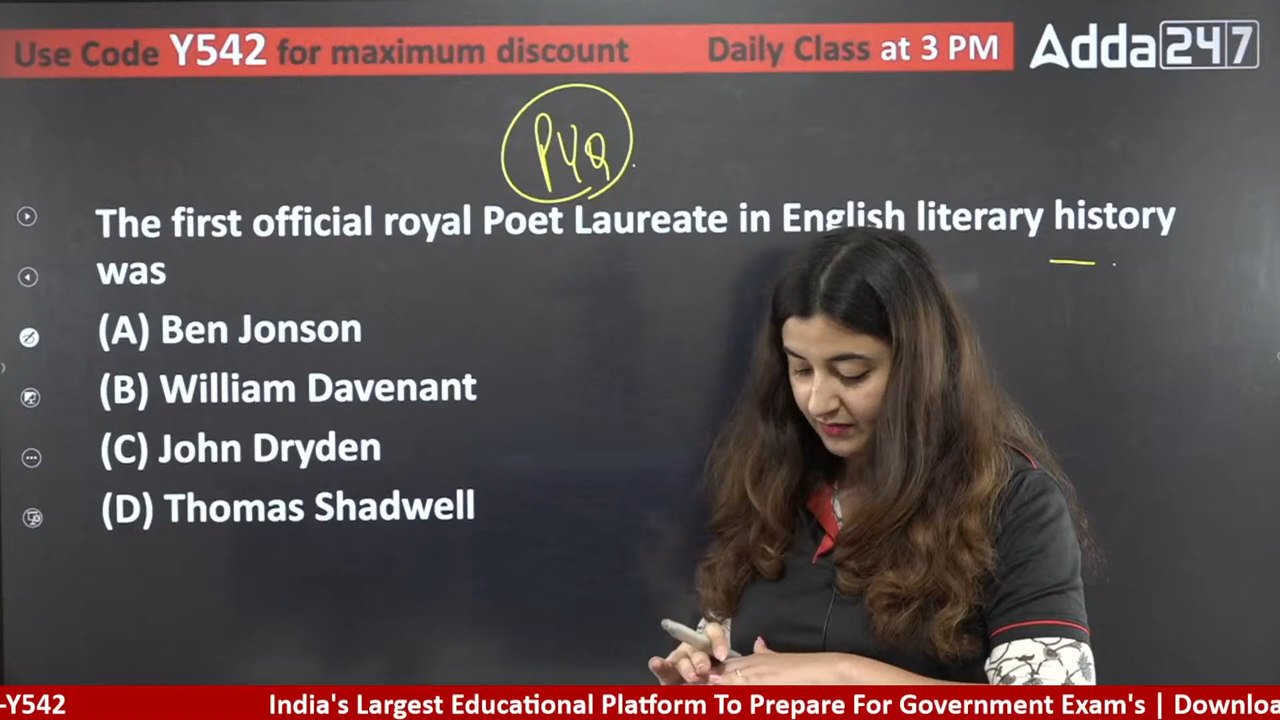 Use Code Y542 for maximum discount Daily Class at 3 PM Adda247
PYQ
The first official royal Poet Laureate in English literary history
was
(A) Ben Jonson
(B) William Davenant
(C) John Dryden
(D) Thomas Shadwell
-Y542 India's Largest Educational Platform To Prepare For Government Exam's |